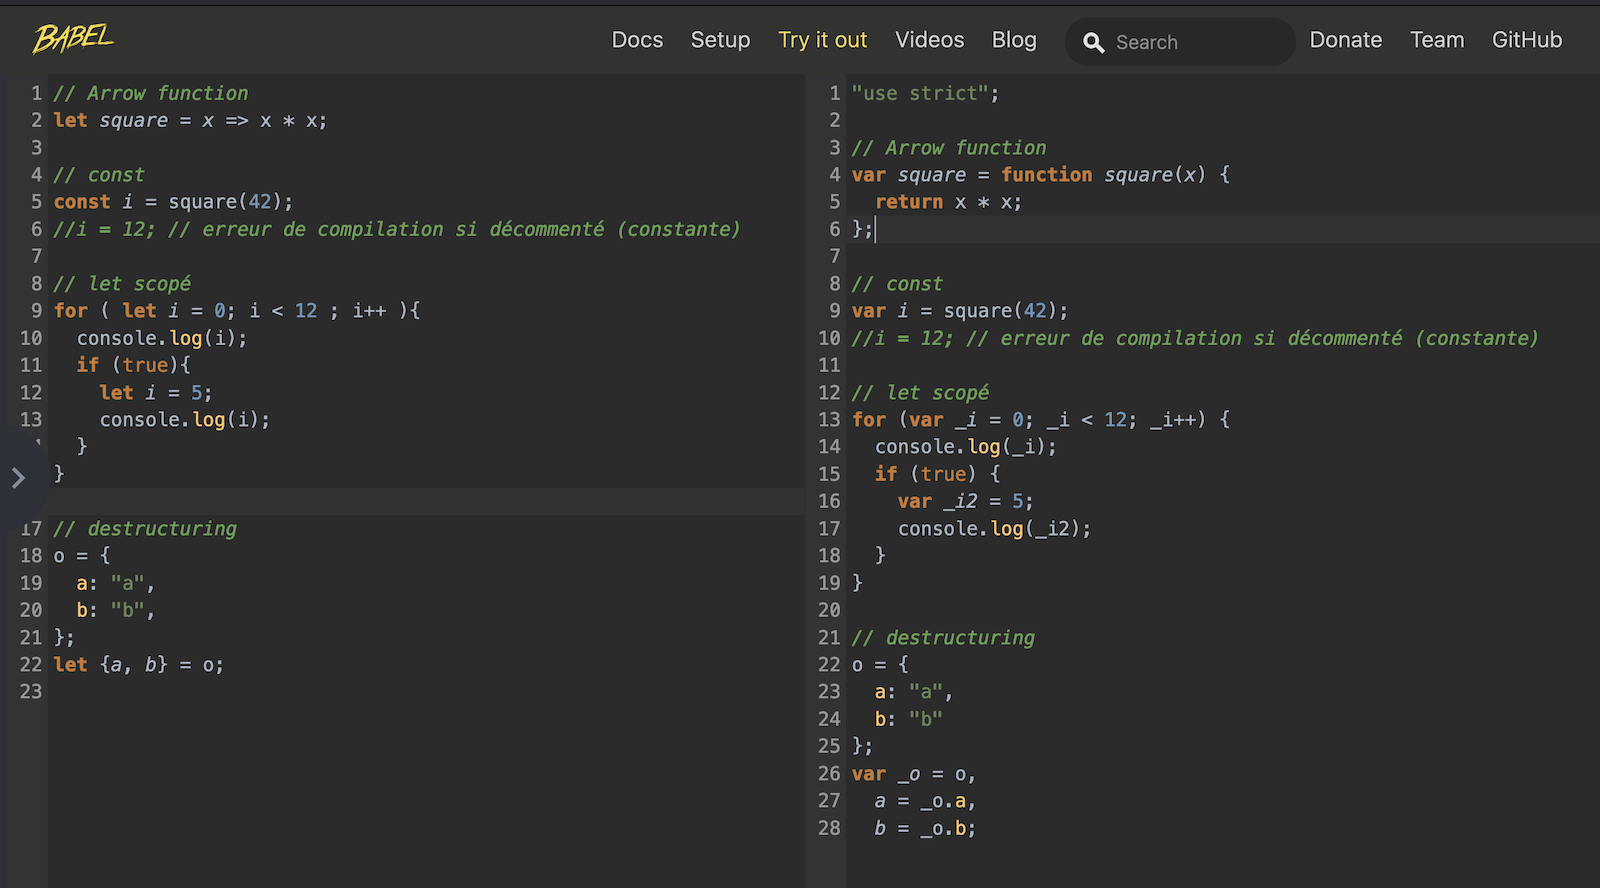 BABEL
Docs Setup Try it out Videos Blog Search Donate Team GitHub
1 // Arrow function
2 let square = x => x * x;
3
4 // const
5 const i = square(42);
6 //i = 12; // erreur de compilation si décommenté (constante)
7
8 // let scopé
9 for ( let i = 0; i < 12 ; i++ ){
10   console.log(i);
11   if (true){
12     let i = 5;
13     console.log(i);
  }
}
17 // destructuring
18 o = {
19   a: "a",
20   b: "b",
21 };
22 let {a, b} = o;
23
1 "use strict";
2
3 // Arrow function
4 var square = function square(x) {
5   return x * x;
6 };
7
8 // const
9 var i = square(42);
10 //i = 12; // erreur de compilation si décommenté (constante)
11
12 // let scopé
13 for (var _i = 0; _i < 12; _i++) {
14   console.log(_i);
15   if (true) {
16     var _i2 = 5;
17     console.log(_i2);
18   }
19 }
20
21 // destructuring
22 o = {
23   a: "a",
24   b: "b"
25 };
26 var _o = o,
27   a = _o.a,
28   b = _o.b;